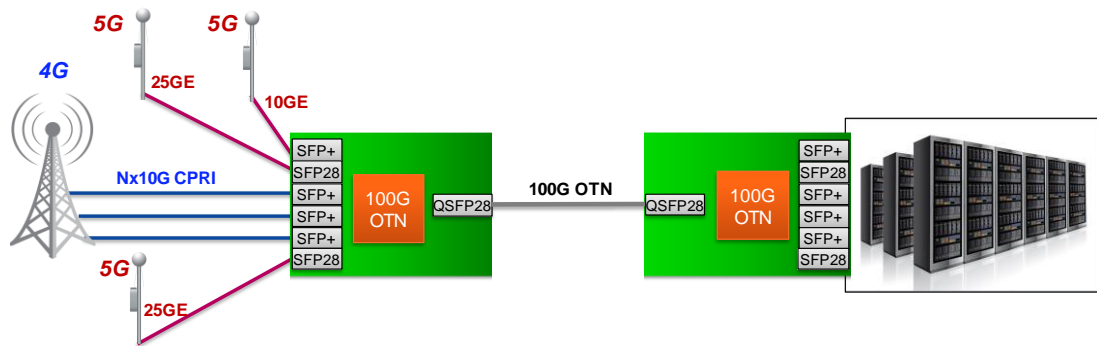 5G
5G
4G
25GE
10GE
SFP+
SFP28
SFP+
SFP+
SFP+
SFP28
100G
OTN
QSFP28
Nx10G CPRI
5G
25GE
100G OTN
QSFP28
100G
OTN
SFP+
SFP28
SFP+
SFP+
SFP+
SFP28